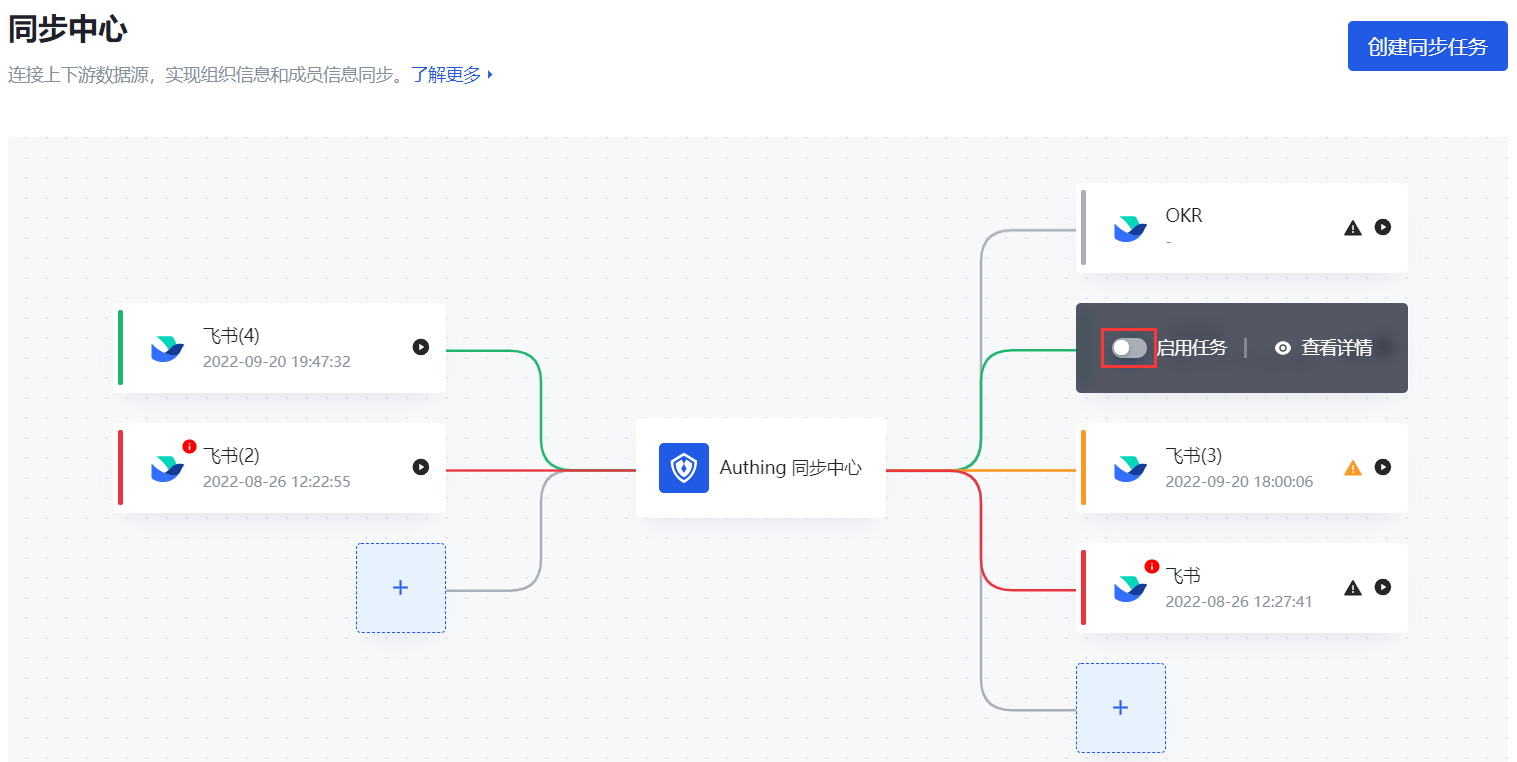 同步中心
创建同步任务
连接上下游数据源，实现组织信息和成员信息同步。了解更多
OKR
-
飞书(4)
2022-09-20 19:47:32
启用任务 | 查看详情
飞书(2)
2022-08-26 12:22:55
Authing 同步中心
飞书(3)
2022-09-20 18:00:06
飞书
2022-08-26 12:27:41